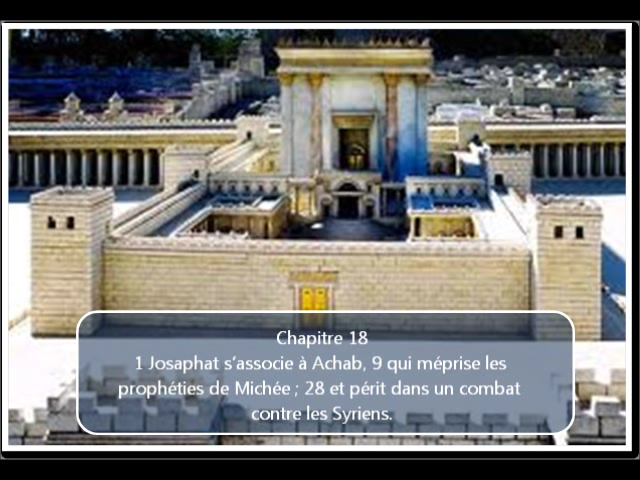 Chapitre 18
1 Josaphat s’associe à Achab, 9 qui méprise les
prophéties de Michée ; 28 et périt dans un combat
contre les Syriens.